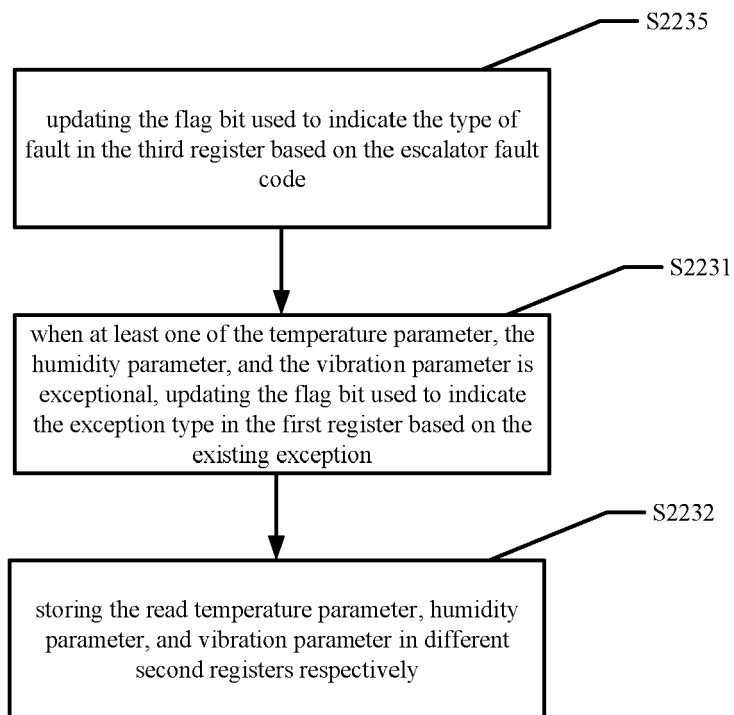 S2235
updating the flag bit used to indicate the type of
fault in the third register based on the escalator fault
code
S2231
when at least one of the temperature parameter, the
humidity parameter, and the vibration parameter is
exceptional, updating the flag bit used to indicate
the exception type in the first register based on the
existing exception
S2232
storing the read temperature parameter, humidity
parameter, and vibration parameter in different
second registers respectively